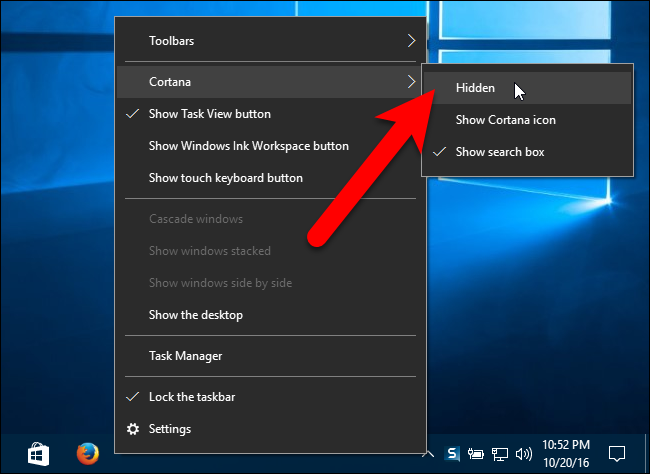 Toolbars
Cortana
Hidden
Show Task View button
Show Cortana icon
Show Windows Ink Workspace button
Show search box
Show touch keyboard button
Cascade windows
Show windows stacked
Show windows side by side
Show the desktop
Task Manager
Lock the taskbar
Settings
S
10:52 PM
10/20/16